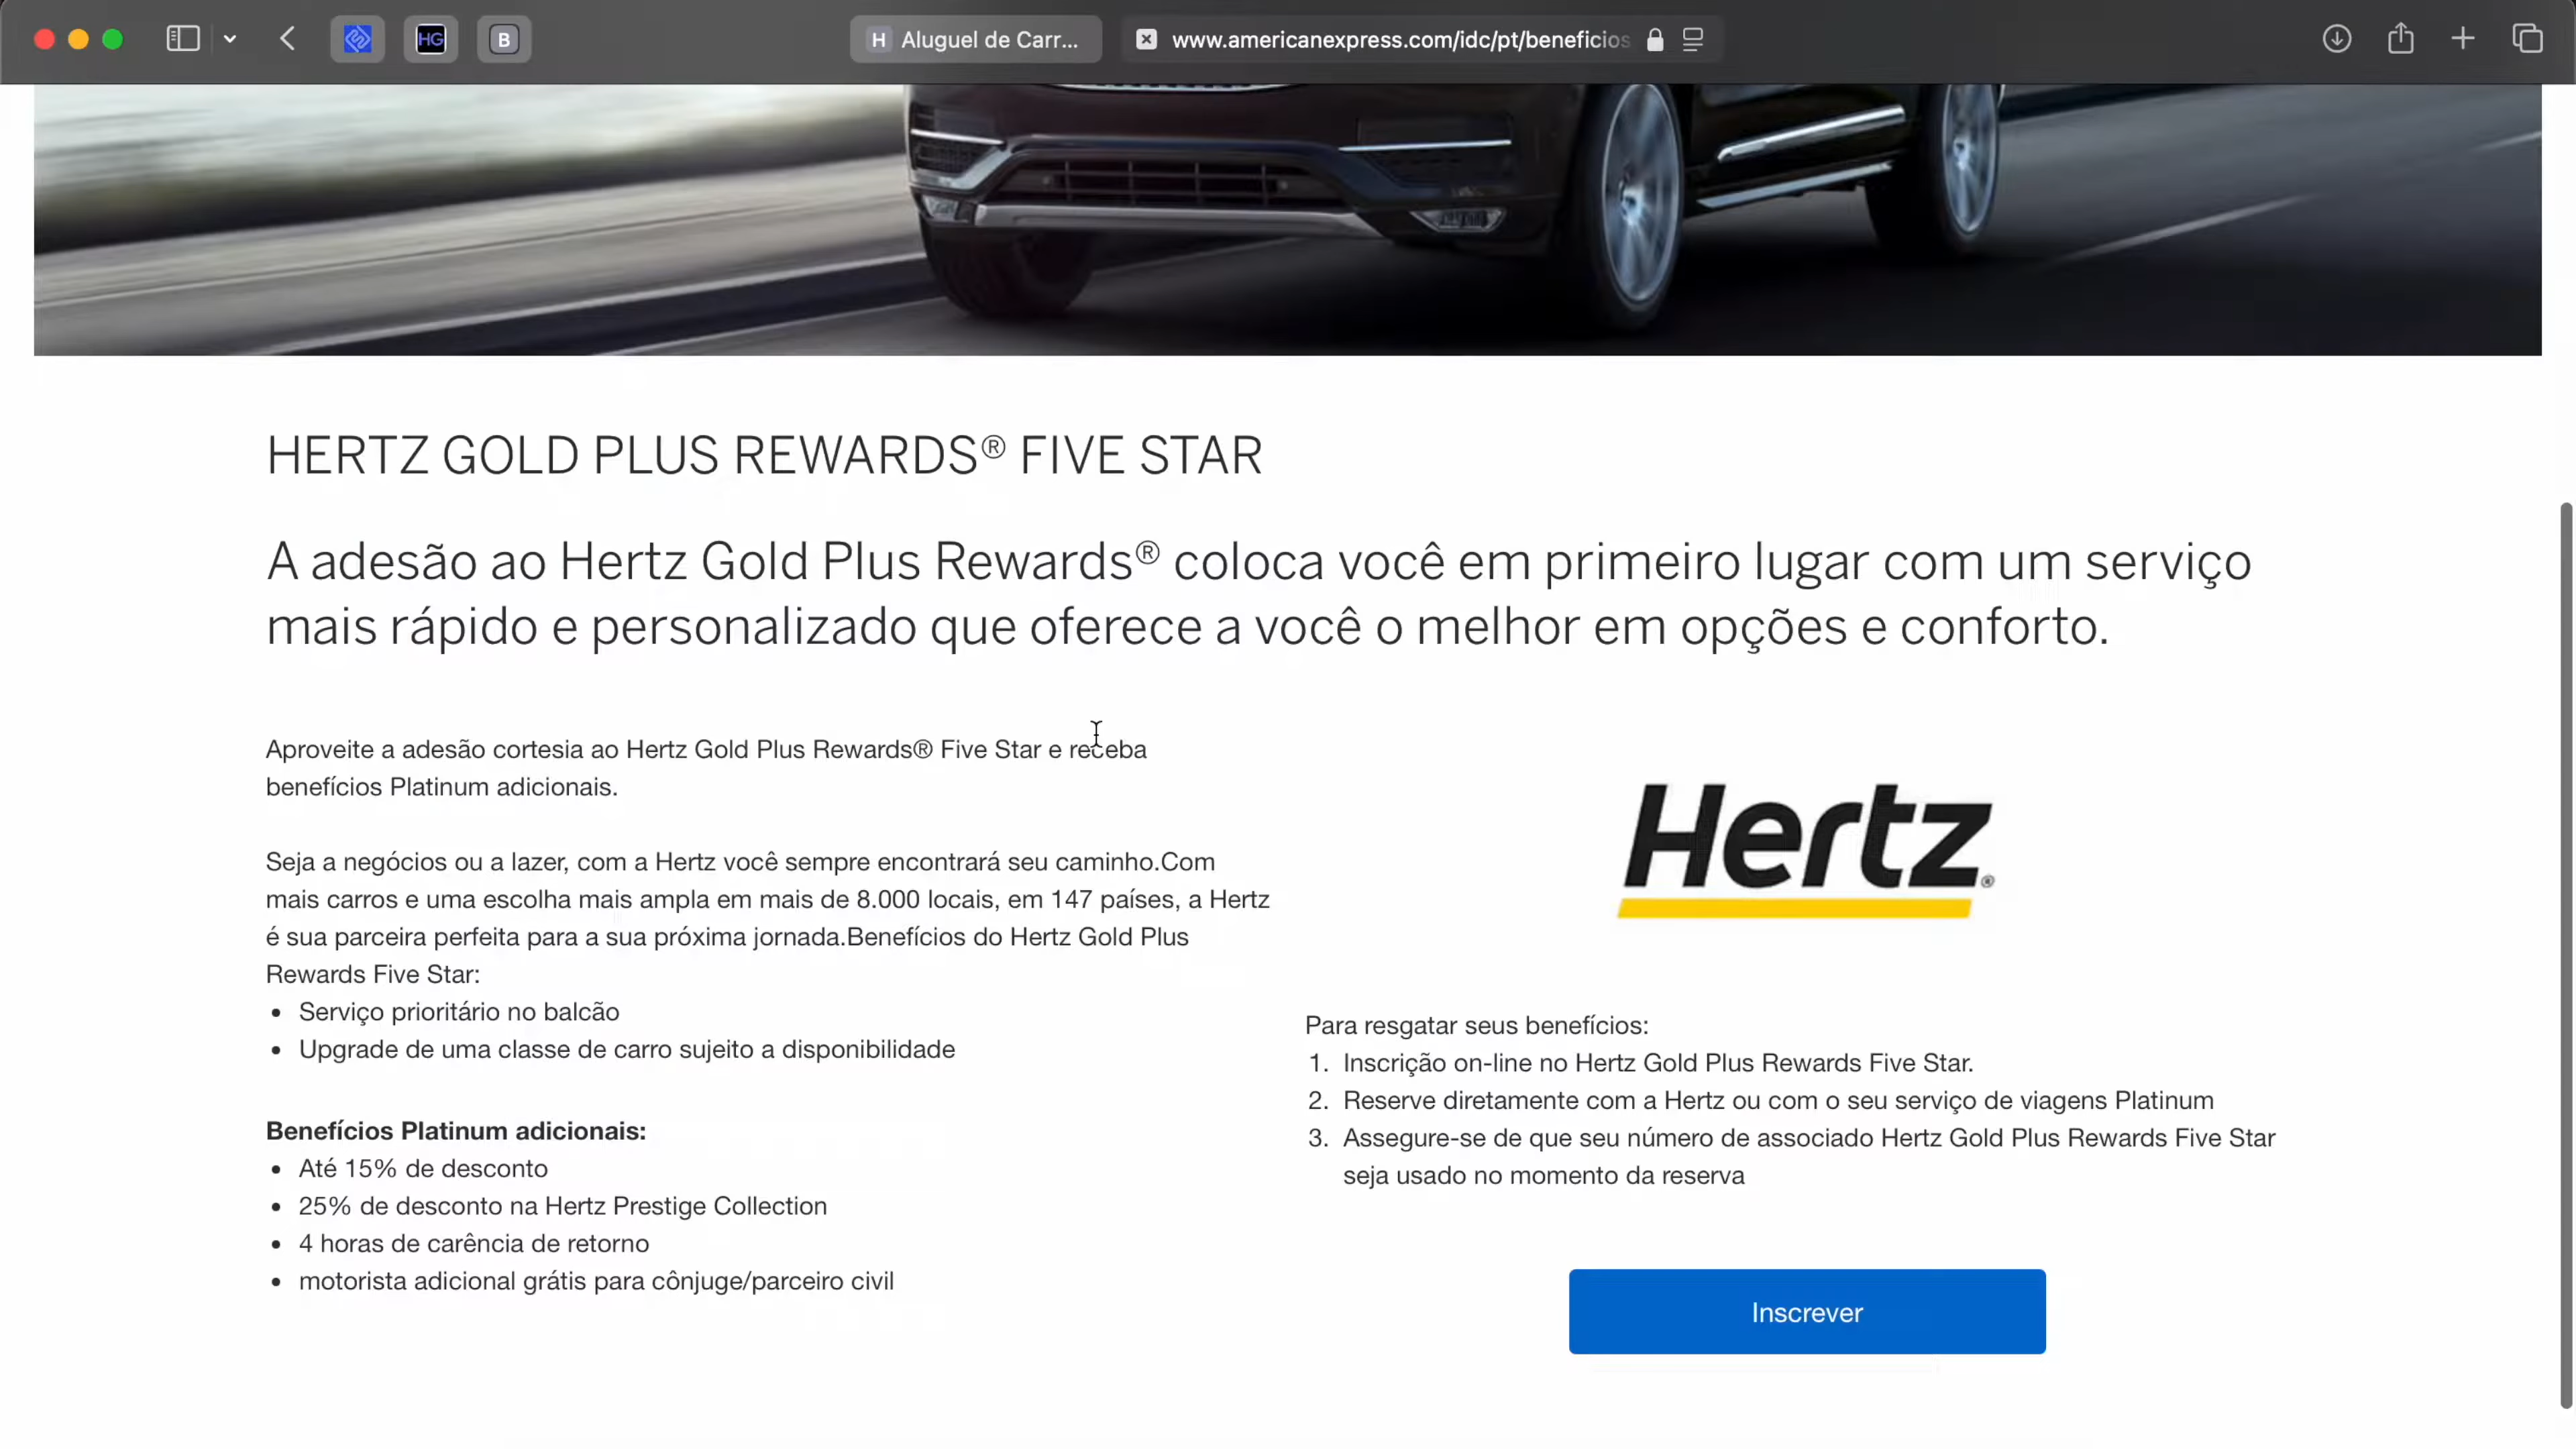 HG
B
H Aluguel de Carr...
www.americanexpress.com/idc/pt/beneficios
HERTZ GOLD PLUS REWARDS® FIVE STAR
A adesão ao Hertz Gold Plus Rewards® coloca você em primeiro lugar com um serviço
mais rápido e personalizado que oferece a você o melhor em opções e conforto.
Aproveite a adesão cortesia ao Hertz Gold Plus Rewards® Five Star e receba
benefícios Platinum adicionais.
Seja a negócios ou a lazer, com a Hertz você sempre encontrará seu caminho.Com
mais carros e uma escolha mais ampla em mais de 8.000 locais, em 147 países, a Hertz
é sua parceira perfeita para a sua próxima jornada.Benefícios do Hertz Gold Plus
Rewards Five Star:
• Serviço prioritário no balcão
• Upgrade de uma classe de carro sujeito a disponibilidade
Benefícios Platinum adicionais:
• Até 15% de desconto
• 25% de desconto na Hertz Prestige Collection
• 4 horas de carência de retorno
• motorista adicional grátis para cônjuge/parceiro civil
Hertz®
Para resgatar seus benefícios:
1. Inscrição on-line no Hertz Gold Plus Rewards Five Star.
2. Reserve diretamente com a Hertz ou com o seu serviço de viagens Platinum
3. Assegure-se de que seu número de associado Hertz Gold Plus Rewards Five Star
seja usado no momento da reserva
Inscrever